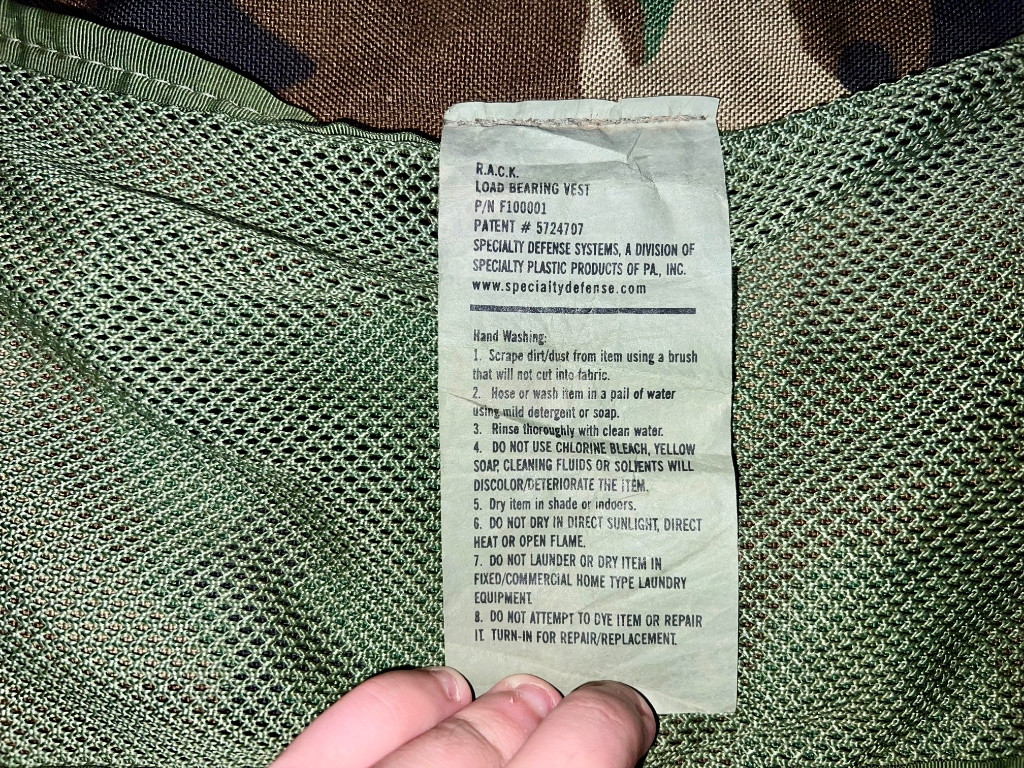 R.A.C.K.
LOAD BEARING VEST
P/N F100001
PATENT # 5724707
SPECIALTY DEFENSE SYSTEMS, A DIVISION OF
SPECIALTY PLASTIC PRODUCTS OF PA., INC.
www.specialtydefense.com
Hand Washing:
1. Scrape dirt/dust from item using a brush
that will not cut into fabric.
2. Hose or wash item in a pail of water
using mild detergent or soap.
3. Rinse thoroughly with clean water.
4. DO NOT USE CHLORINE BLEACH, YELLOW
SOAP, CLEANING FLUIDS OR SOLVENTS WILL
DISCOLOR/DETERIORATE THE ITEM.
5. Dry item in shade or indoors.
6. DO NOT DRY IN DIRECT SUNLIGHT, DIRECT
HEAT OR OPEN FLAME.
7. DO NOT LAUNDER OR DRY ITEM IN
FIXED/COMMERCIAL HOME TYPE LAUNDRY
EQUIPMENT.
8. DO NOT ATTEMPT TO DYE ITEM OR REPAIR
IT. TURN-IN FOR REPAIR/REPLACEMENT.